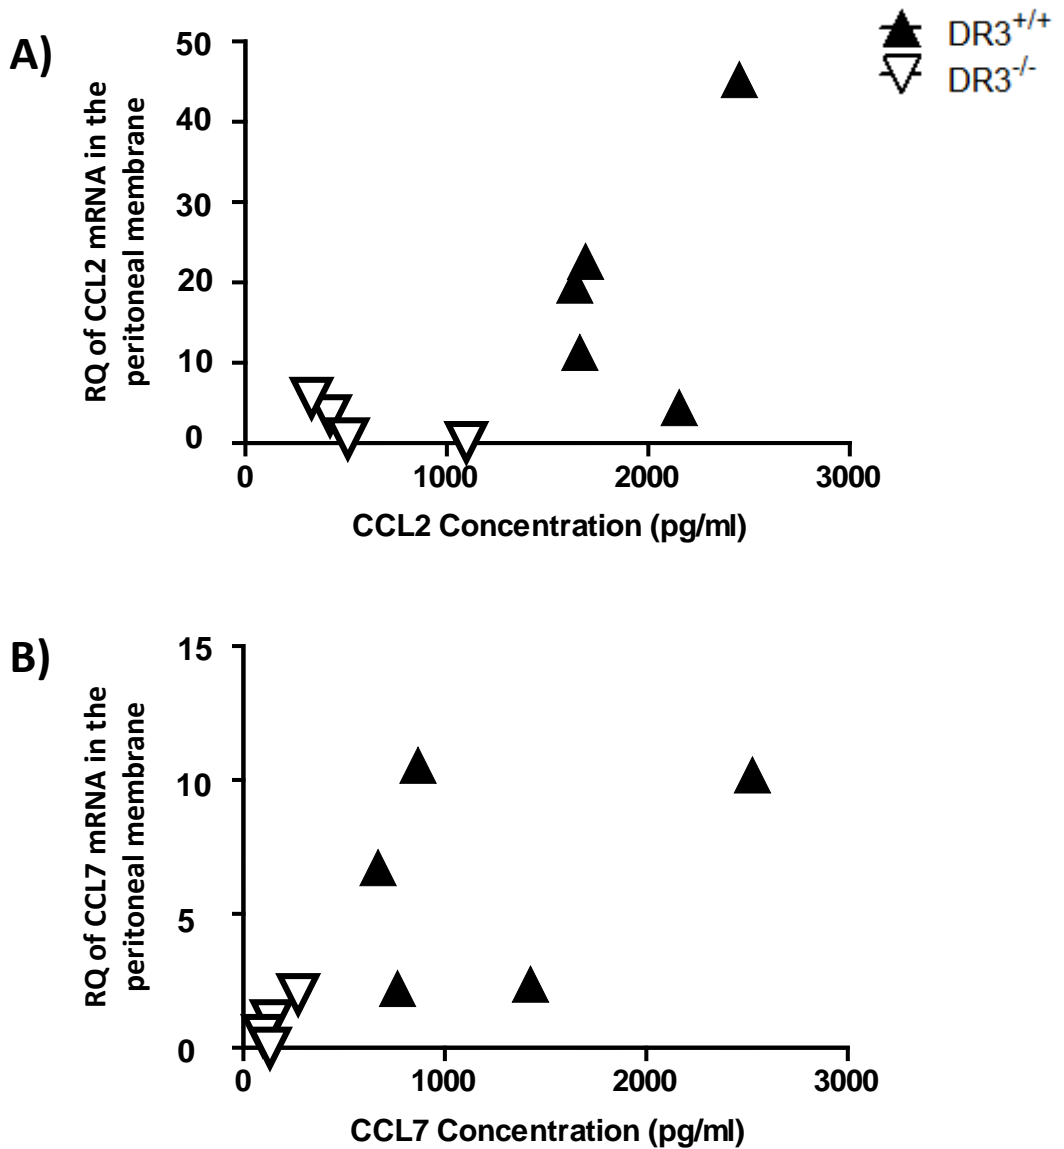 A)
DR3+/+
DR3-/-
RQ of CCL2 mRNA in the
peritoneal membrane
50
40
30
20
10
0
0 1000 2000 3000
CCL2 Concentration (pg/ml)
B)
RQ of CCL7 mRNA in the
peritoneal membrane
15
10
5
0
0 1000 2000 3000
CCL7 Concentration (pg/ml)